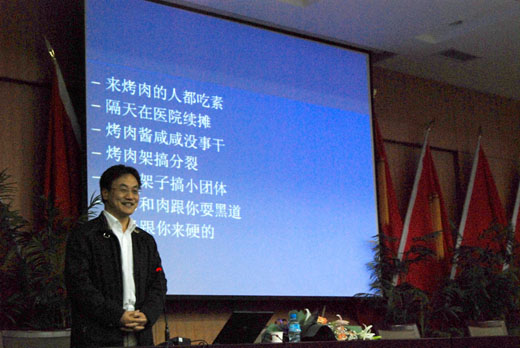 – 来烤肉的人都吃素
– 隔天在医院续摊
– 烤肉酱咸咸没事干
– 烤肉架搞分裂
架子搞小团体
和肉跟你耍黑道
跟你来硬的